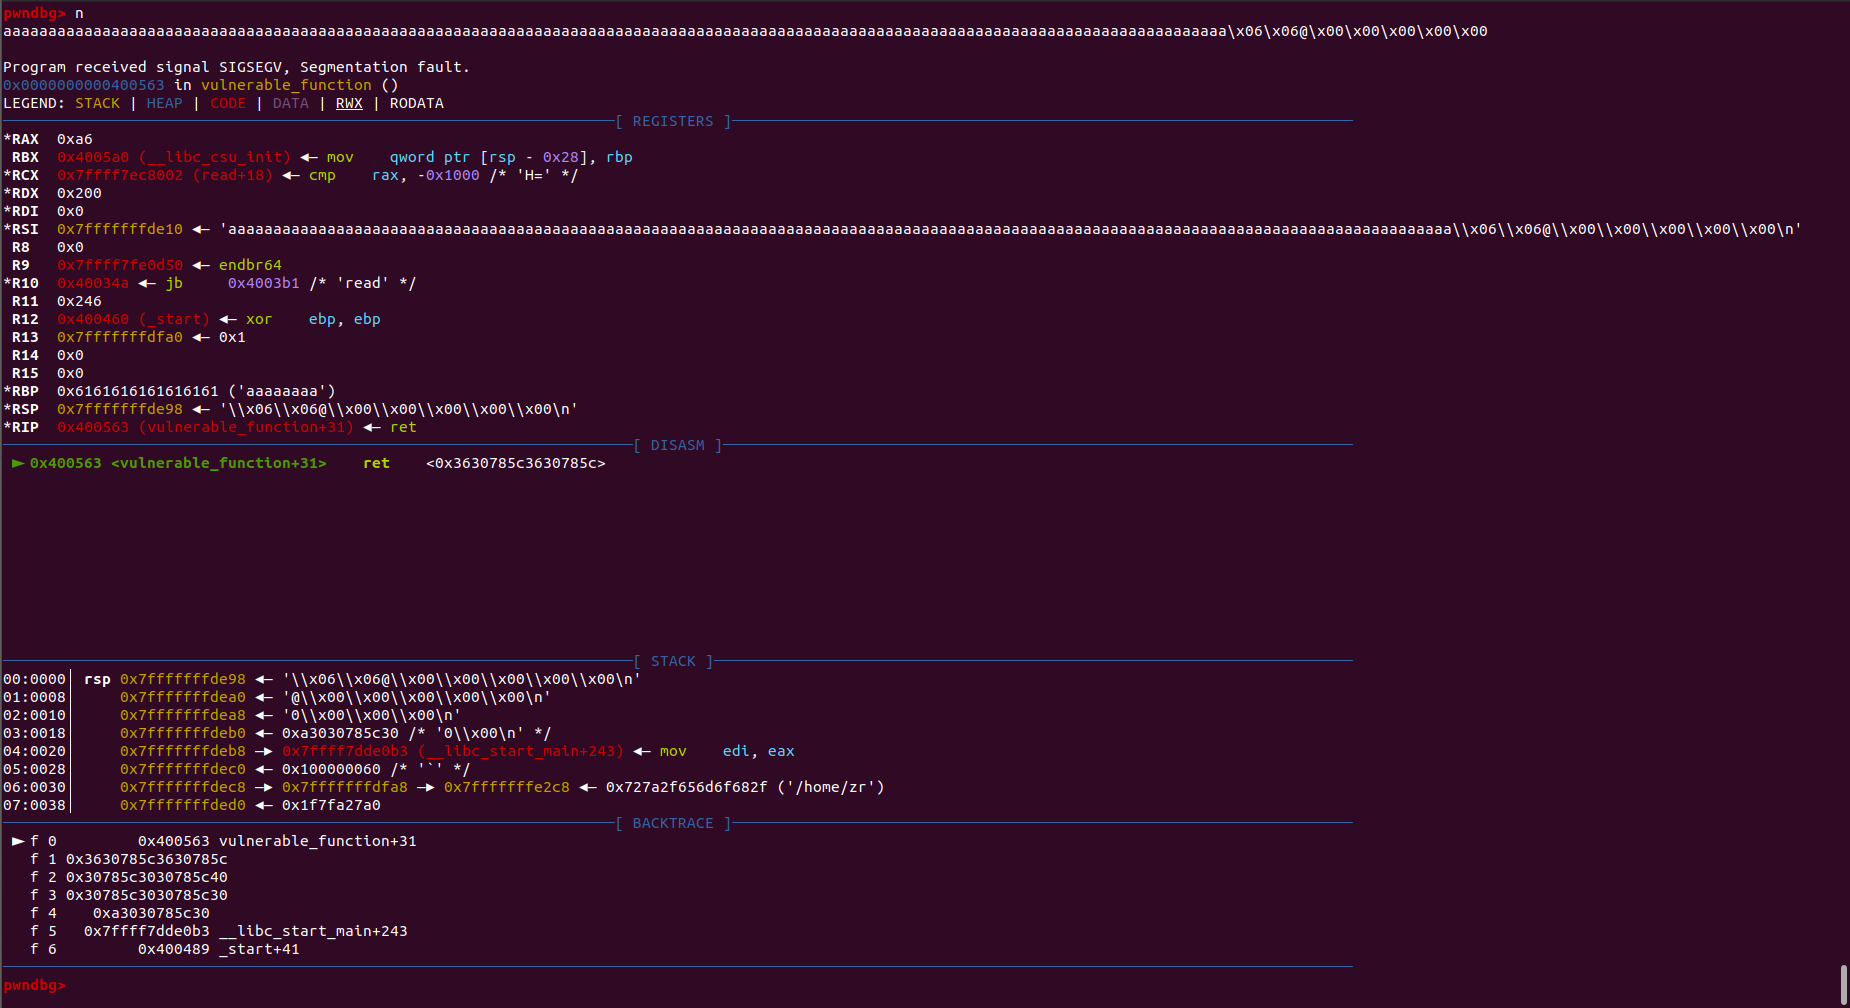 pwndbg> n
aaaaaaaaaaaaaaaaaaaaaaaaaaaaaaaaaaaaaaaaaaaaaaaaaaaaaaaaaaaaaaaaaaaaaaaaaaaaaaaaaaaaaaaaaaaaaaaaaaaaaaaaaaaaaaaaaaaaaaaaaaaaaaaaaaaaaaaa\x06\x06@\x00\x00\x00\x00\x00
Program received signal SIGSEGV, Segmentation fault.
0x0000000000400563 in vulnerable_function ()
LEGEND: STACK | HEAP | CODE | DATA | RWX | RODATA
[ REGISTERS ]
*RAX  0xa6
RBX  0x4005a0 (__libc_csu_init) ◂— mov    qword ptr [rsp - 0x28], rbp
*RCX  0x7ffff7ec8002 (read+18) ◂— cmp    rax, -0x1000 /* 'H=' */
*RDX  0x200
*RDI  0x0
*RSI  0x7fffffffde10 ◂— 'aaaaaaaaaaaaaaaaaaaaaaaaaaaaaaaaaaaaaaaaaaaaaaaaaaaaaaaaaaaaaaaaaaaaaaaaaaaaaaaaaaaaaaaaaaaaaaaaaaaaaaaaaaaaaaaaaaaaaaaaaaaaaaaaaaaaaaaa\\x06\\x06@\\x00\\x00\\x00\\x00\\x00\n'
R8   0x0
R9   0x7ffff7fe0d50 ◂— endbr64
*R10  0x40034a ◂— jb     0x4003b1 /* 'read' */
R11  0x246
R12  0x400460 (_start) ◂— xor    ebp, ebp
R13  0x7fffffffdfa0 ◂— 0x1
R14  0x0
R15  0x0
*RBP  0x6161616161616161 ('aaaaaaaa')
*RSP  0x7fffffffde98 ◂— '\\x06\\x06@\\x00\\x00\\x00\\x00\\x00\n'
*RIP  0x400563 (vulnerable_function+31) ◂— ret
[ DISASM ]
► 0x400563 <vulnerable_function+31>    ret    <0x3630785c3630785c>
[ STACK ]
00:0000│ rsp 0x7fffffffde98 ◂— '\\x06\\x06@\\x00\\x00\\x00\\x00\\x00\n'
01:0008│     0x7fffffffdea0 ◂— '@\\x00\\x00\\x00\\x00\\x00\n'
02:0010│     0x7fffffffdea8 ◂— '0\\x00\\x00\\x00\n'
03:0018│     0x7fffffffdeb0 ◂— 0xa3030785c30 /* '0\\x00\n' */
04:0020│     0x7fffffffdeb8 —▸ 0x7ffff7dde0b3 (__libc_start_main+243) ◂— mov    edi, eax
05:0028│     0x7fffffffdec0 ◂— 0x100000060 /* '`' */
06:0030│     0x7fffffffdec8 —▸ 0x7fffffffdfa8 —▸ 0x7fffffffe2c8 ◂— 0x727a2f656d6f682f ('/home/zr')
07:0038│     0x7fffffffded0 ◂— 0x1f7fa27a0
[ BACKTRACE ]
► f 0         0x400563 vulnerable_function+31
f 1 0x3630785c3630785c
f 2 0x30785c3030785c40
f 3 0x30785c3030785c30
f 4    0xa3030785c30
f 5   0x7ffff7dde0b3 __libc_start_main+243
f 6         0x400489 _start+41
pwndbg>